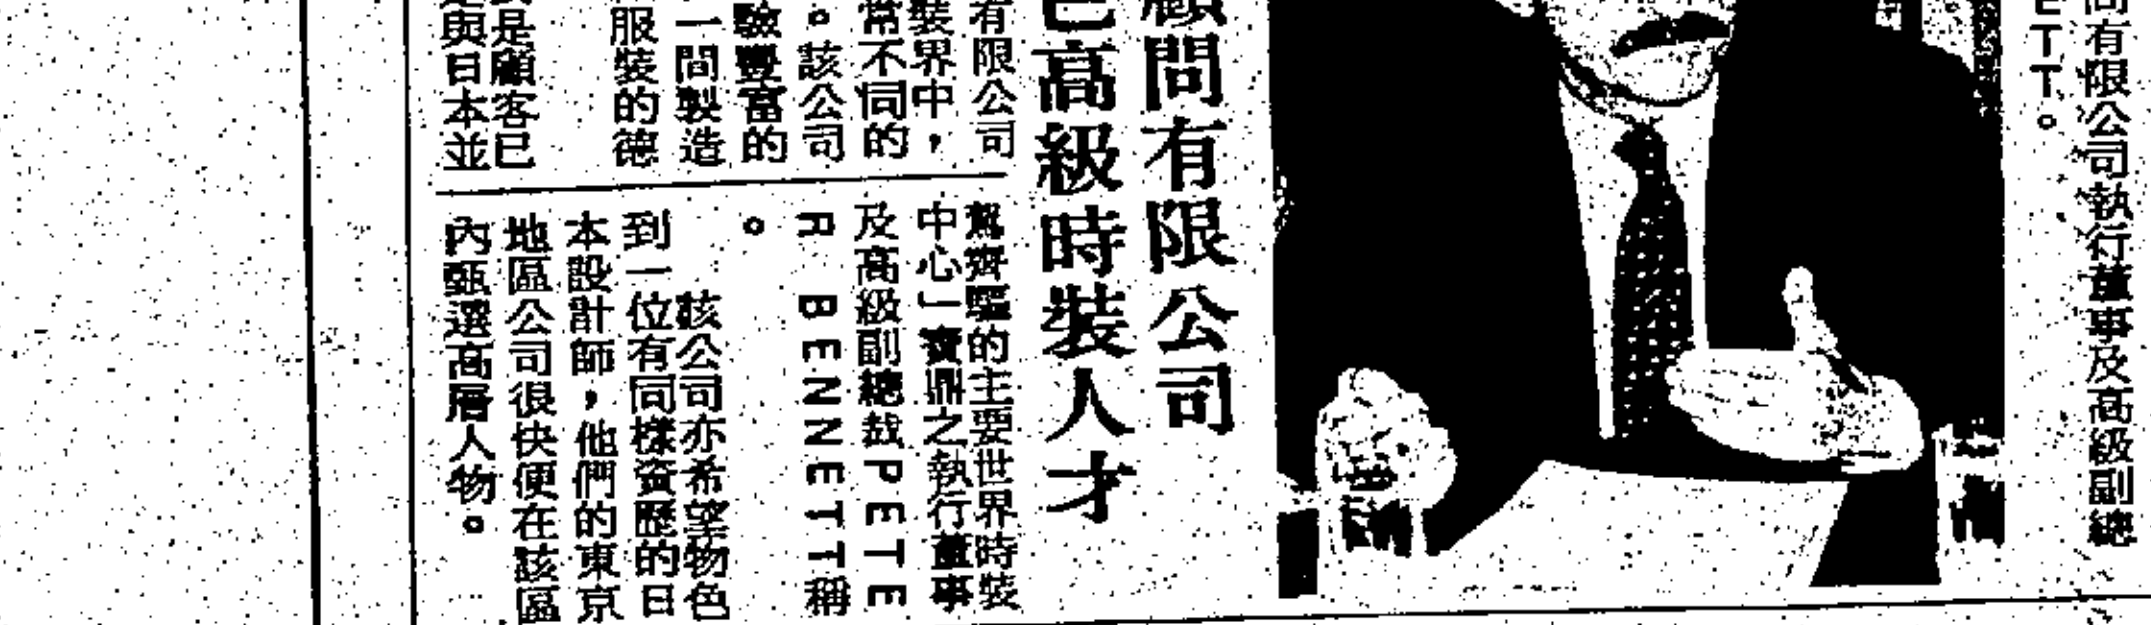 問有限公司執行董事及高級副總
ETT。
顧問有限公司
色高級時裝人才
有限公司
裝界中，
常不同的
。該公司
驗豐富的
一間製造
服裝的德
是顧客已
與日本並
駕齊驅的主要世界時裝
中心」寶鼎之執行董事
及高級副總裁PETE
R BENNETT稱
。
該公司亦希望物色
到一位有同樣資歷的日
本設計師，他們的東京
地區公司很快便在該區
內甄選高層人物。